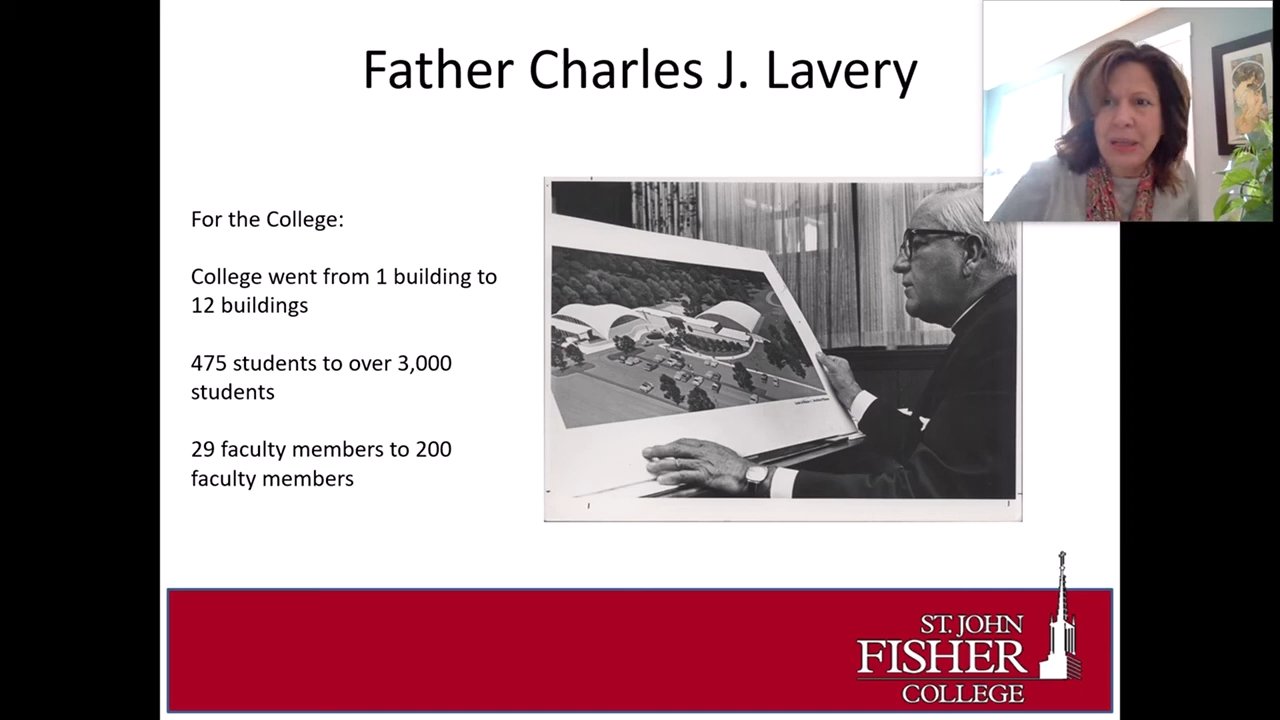 Father Charles J. Lavery
For the College:
College went from 1 building to
12 buildings
475 students to over 3,000
students
29 faculty members to 200
faculty members
ST. JOHN
FISHER
COLLEGE